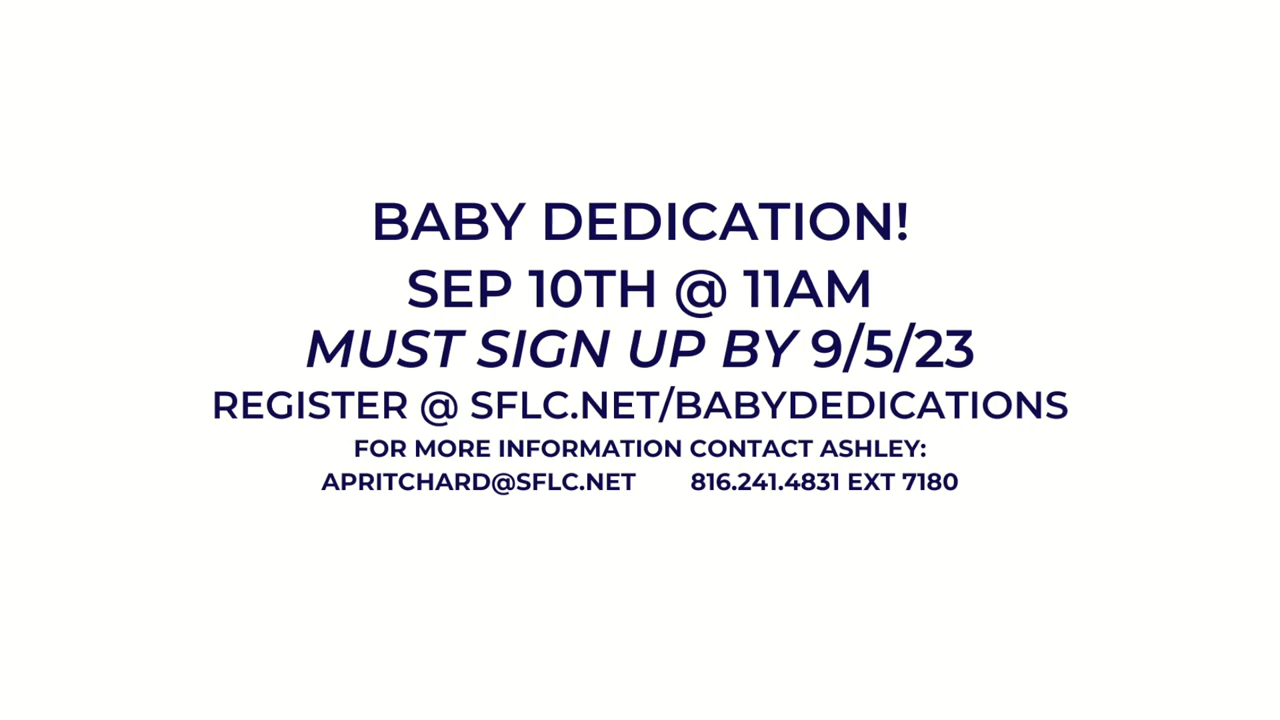 BABY DEDICATION!
SEP 10TH @ 11AM
MUST SIGN UP BY 9/5/23
REGISTER @ SFLC.NET/BABYDEDICATIONS
FOR MORE INFORMATION CONTACT ASHLEY:
APRITCHARD@SFLC.NET 816.241.4831 EXT 7180